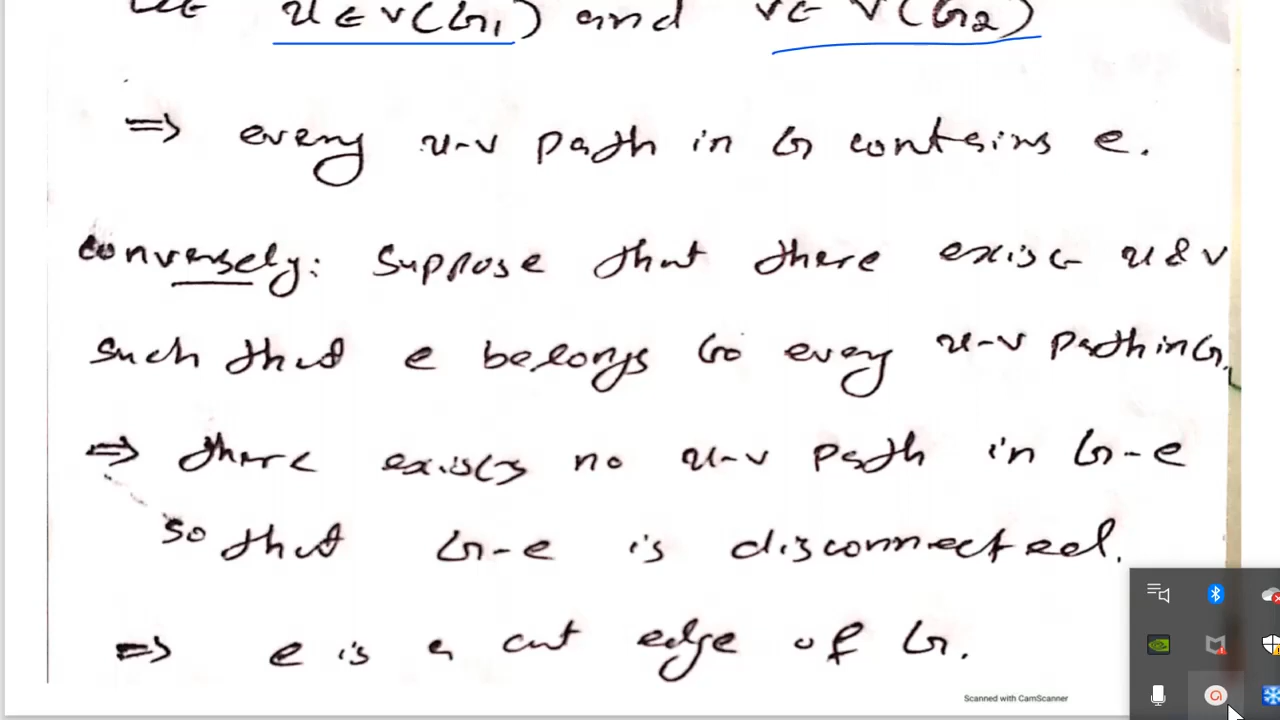 Let u ∈ V(G1) and v ∈ V(G2)
⇒ every u-v path in G contains e.
conversely: Suppose that there exist u & v
such that e belongs to every u-v path in G.
⇒ there exists no u-v path in G-e
so that G-e is disconnected.
⇒ e is a cut edge of G.
Scanned with CamScanner